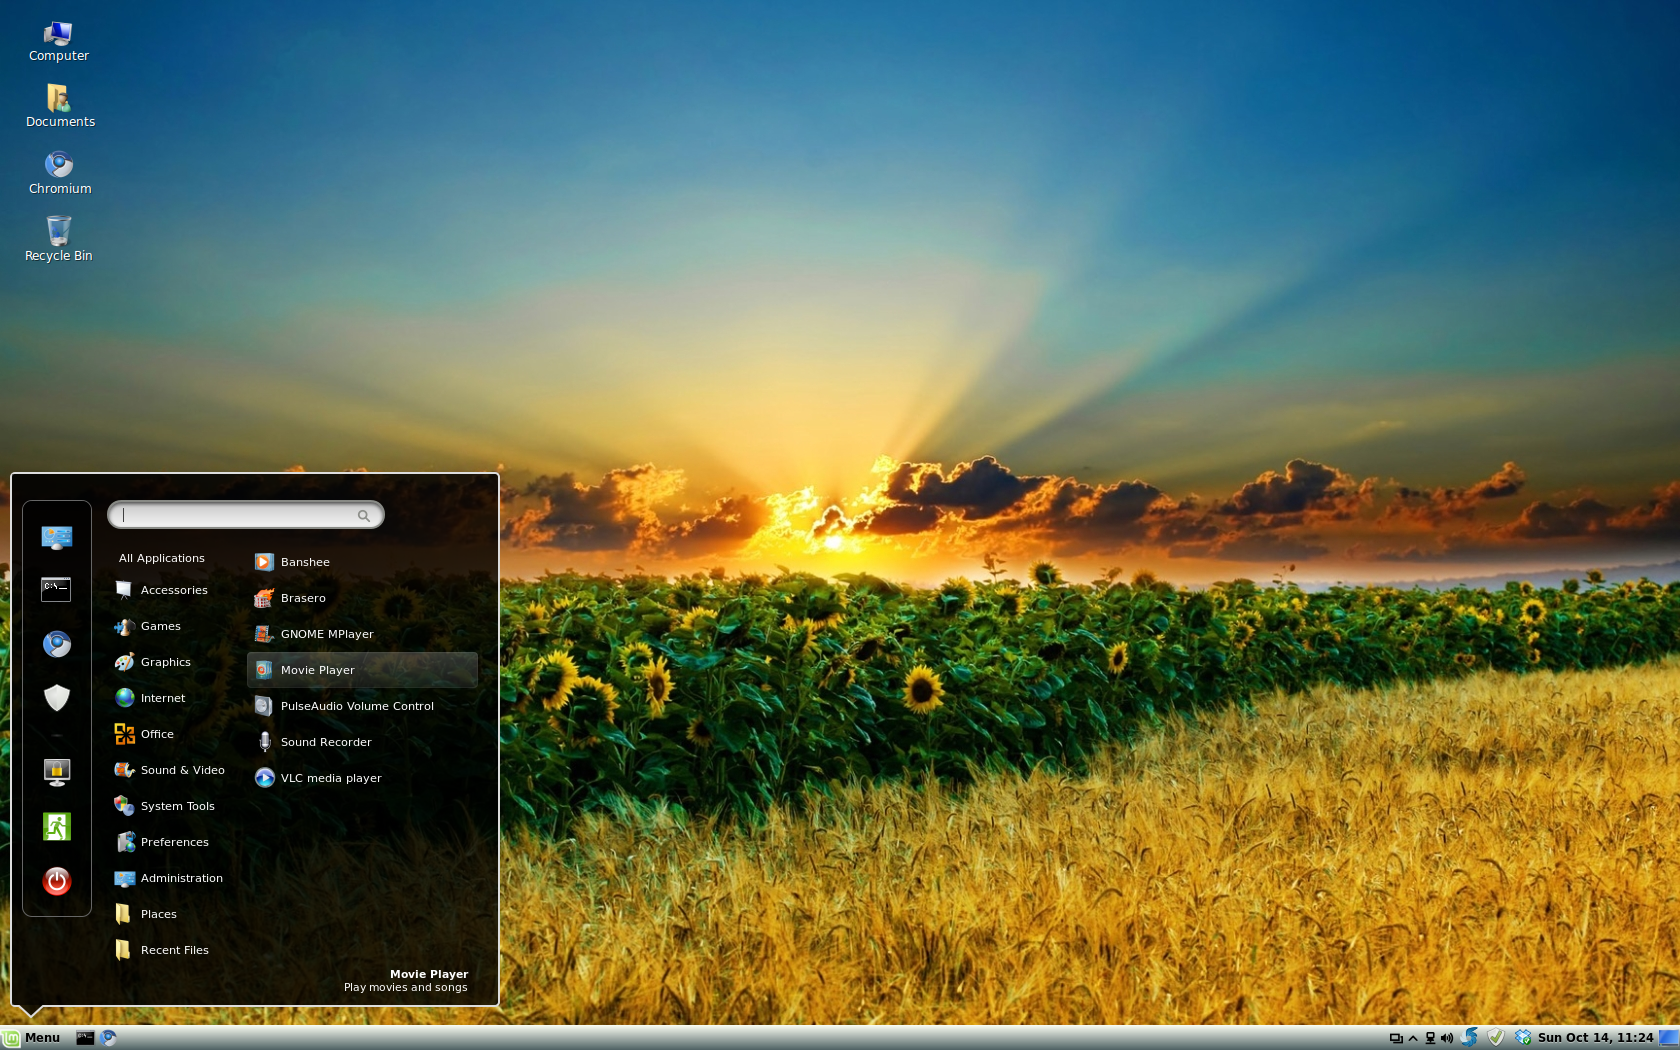 Computer
Documents
Chromium
Recycle Bin
All Applications
Accessories
Games
Graphics
Internet
Office
Sound & Video
System Tools
Preferences
Administration
Places
Recent Files
Banshee
Brasero
GNOME MPlayer
Movie Player
PulseAudio Volume Control
Sound Recorder
VLC media player
Movie Player
Play movies and songs
Menu
Sun Oct 14, 11:24